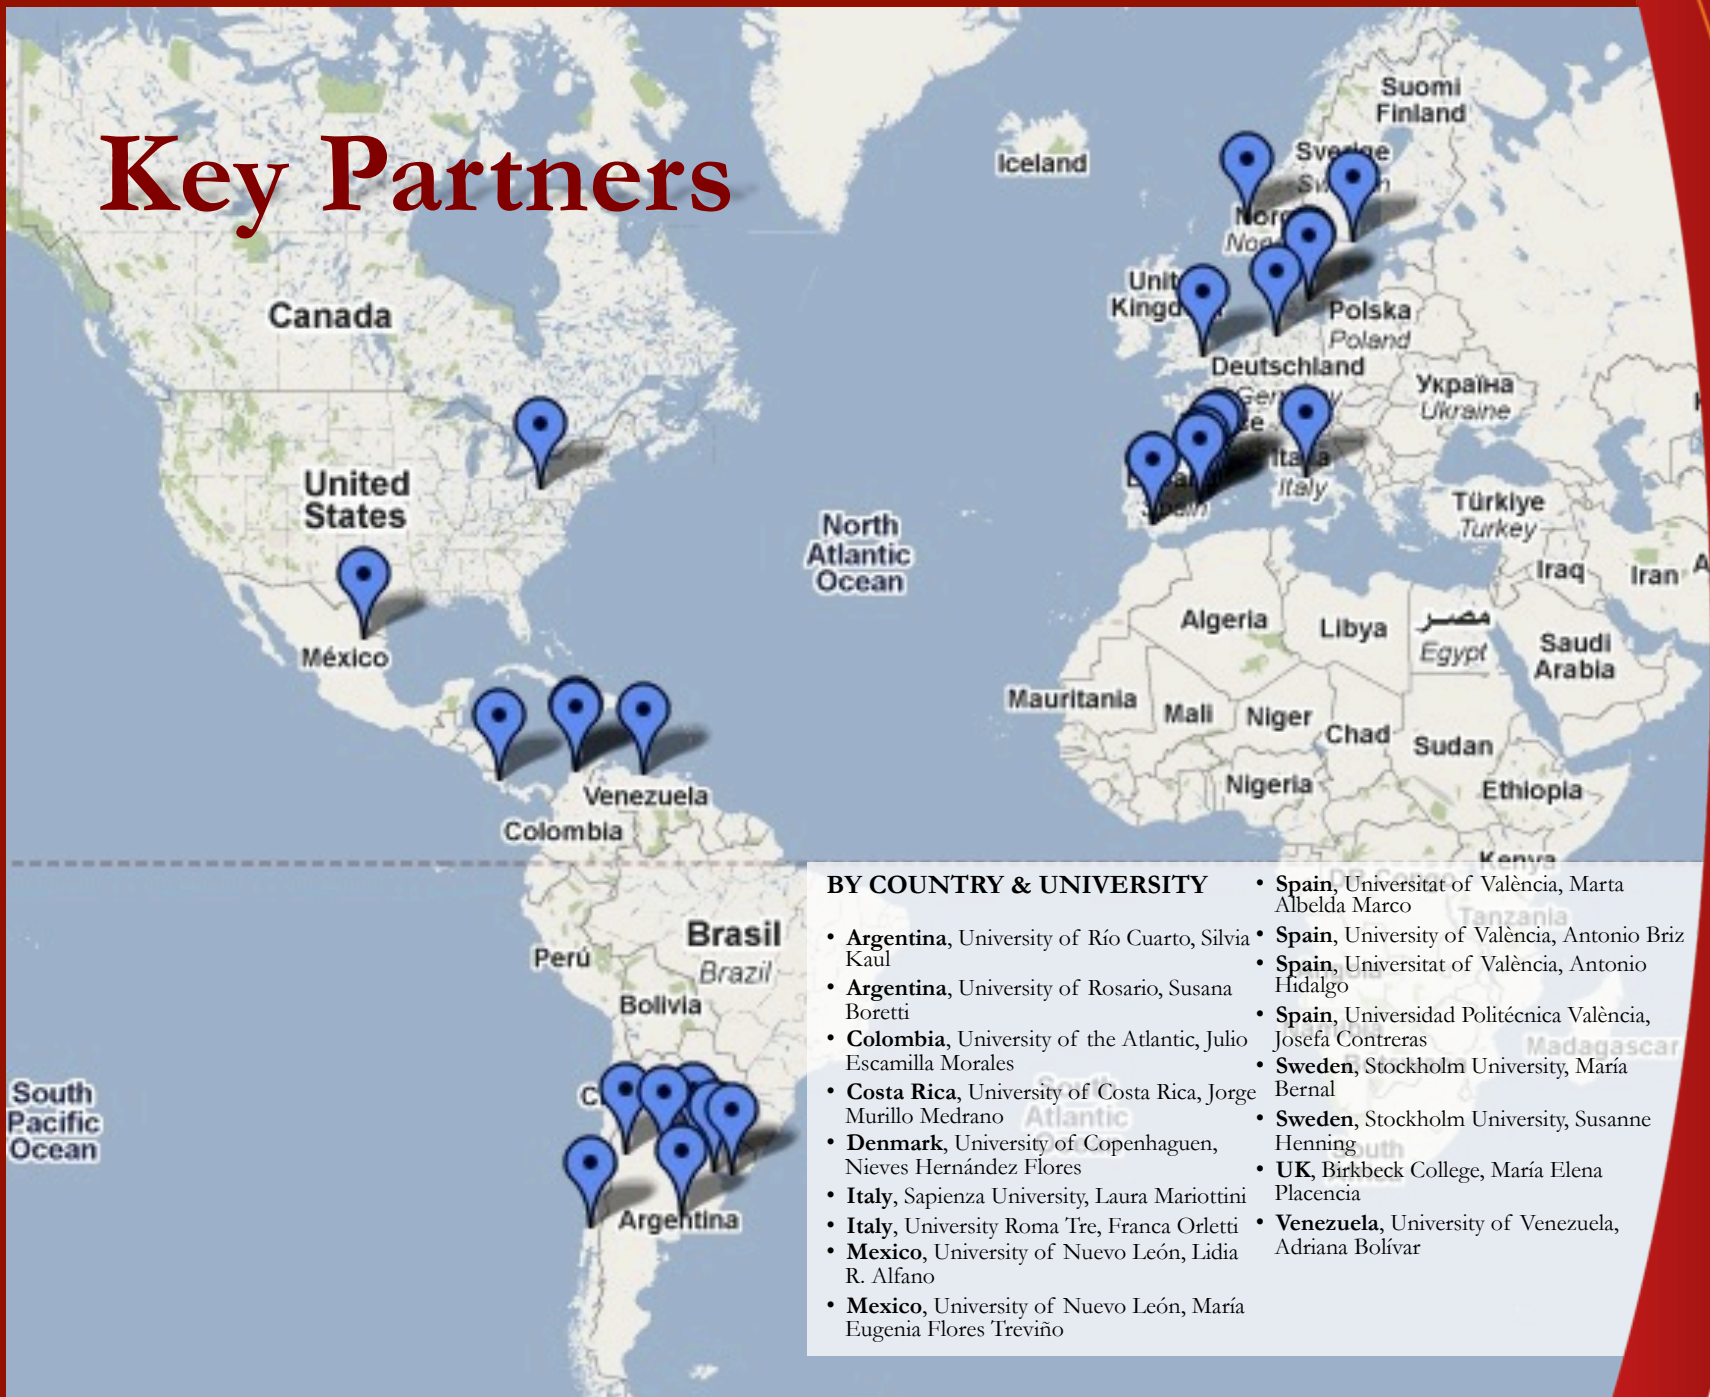 Key Partners
Suomi
Finland
Iceland
Polska
Poland
Deutschland
Україна
Ukraine
Canada
United
States
Italy
Türkiye
Turkey
North
Atlantic
Ocean
Iraq
Iran
México
Algeria
Libya
مصر
Egypt
Saudi
Arabia
Mauritania
Mali
Niger
Chad
Sudan
Nigeria
Ethiopia
Venezuela
Colombia
Kenya
Brasil
Brazil
Perú
Bolivia
Tanzania
Madagascar
South
Pacific
Ocean
South
Atlantic
Argentina
BY COUNTRY & UNIVERSITY
• Argentina, University of Río Cuarto, Silvia
Kaul
• Argentina, University of Rosario, Susana
Boretti
• Colombia, University of the Atlantic, Julio
Escamilla Morales
• Costa Rica, University of Costa Rica, Jorge
Murillo Medrano
• Denmark, University of Copenhaguen,
Nieves Hernández Flores
• Italy, Sapienza University, Laura Mariottini
• Italy, University Roma Tre, Franca Orletti
• Mexico, University of Nuevo León, Lidia
R. Alfano
• Mexico, University of Nuevo León, María
Eugenia Flores Treviño
• Spain, Universitat of València, Marta
Albelda Marco
• Spain, University of València, Antonio Briz
• Spain, Universitat of València, Antonio
Hidalgo
• Spain, Universidad Politécnica València,
Josefa Contreras
• Sweden, Stockholm University, María
Bernal
• Sweden, Stockholm University, Susanne
Henning
• UK, Birkbeck College, María Elena
Placencia
• Venezuela, University of Venezuela,
Adriana Bolívar